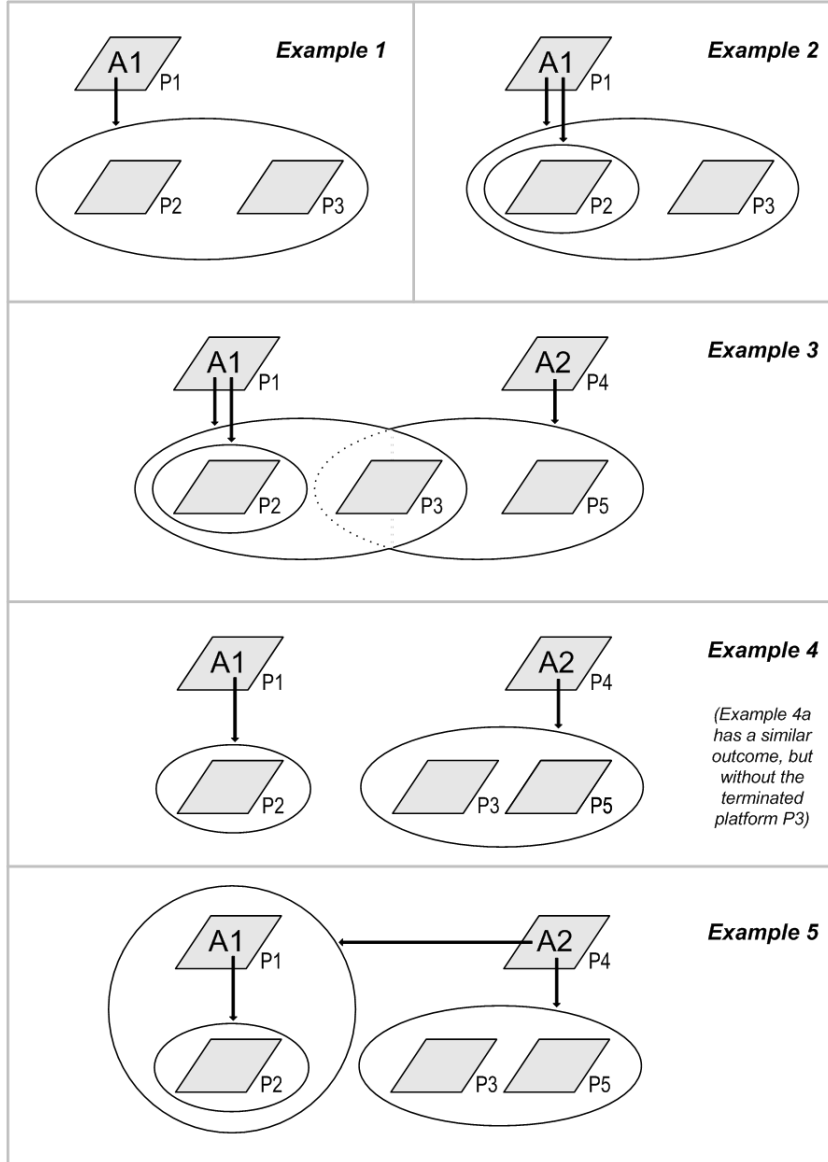 A1
P1
Example 1
P2
P3
A1
P1
Example 2
P2
P3
A1
P1
A2
P4
Example 3
P2
P3
P5
A1
P1
A2
P4
Example 4
(Example 4a
has a similar
outcome, but
without the
terminated
platform P3)
P2
P3
P5
A1
P1
A2
P4
Example 5
P2
P3
P5